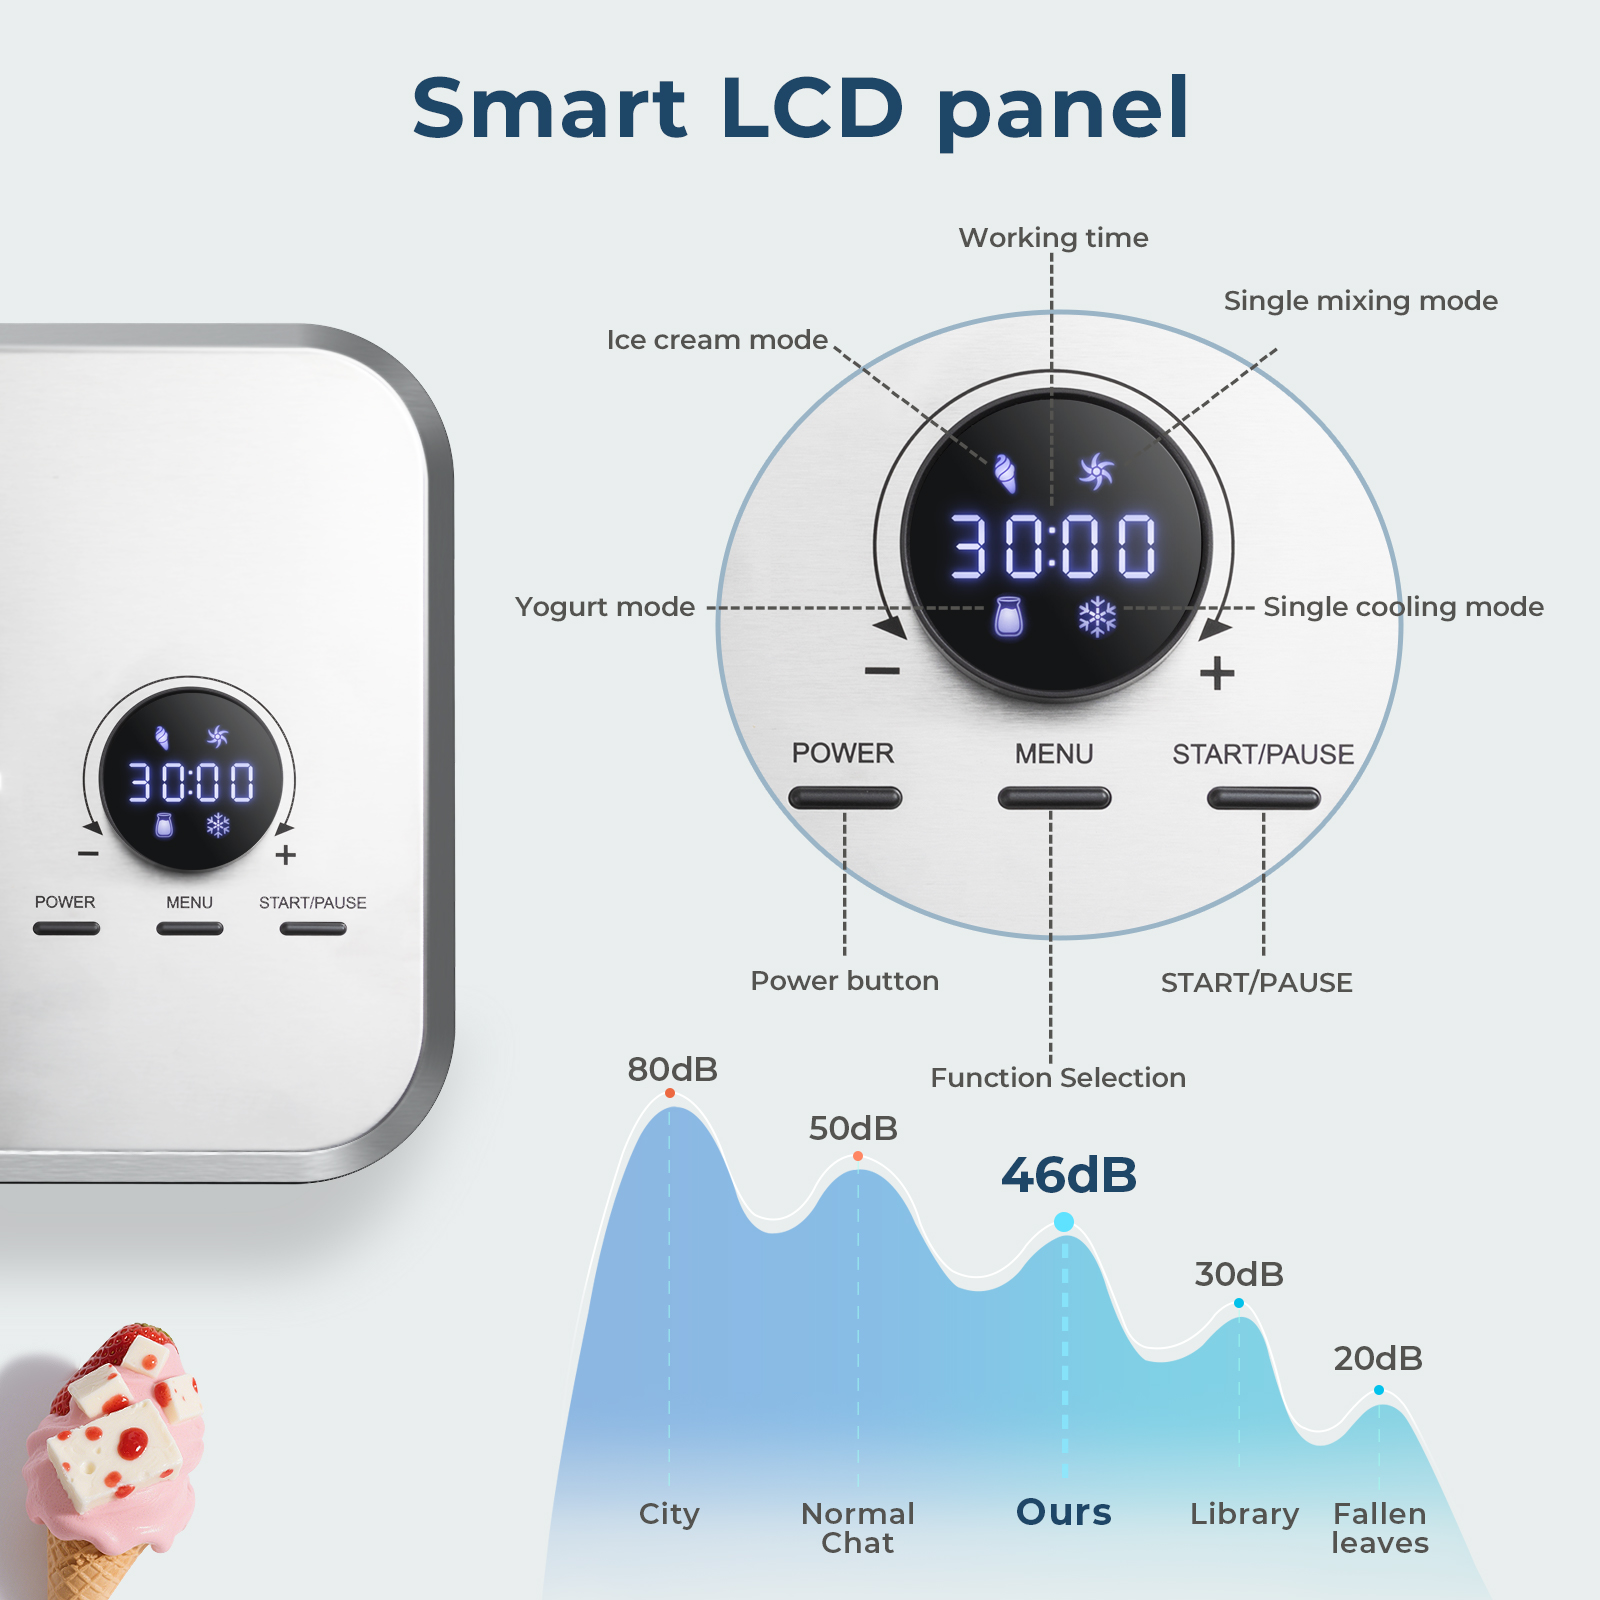 Smart LCD panel
Working time
Single mixing mode
Ice cream mode
30:00
Yogurt mode
Single cooling mode
− +
POWER MENU START/PAUSE
30:00
− +
POWER MENU START/PAUSE
Power button
START/PAUSE
Function Selection
80dB
50dB
46dB
30dB
20dB
City
Normal
Chat
Ours
Library
Fallen
leaves